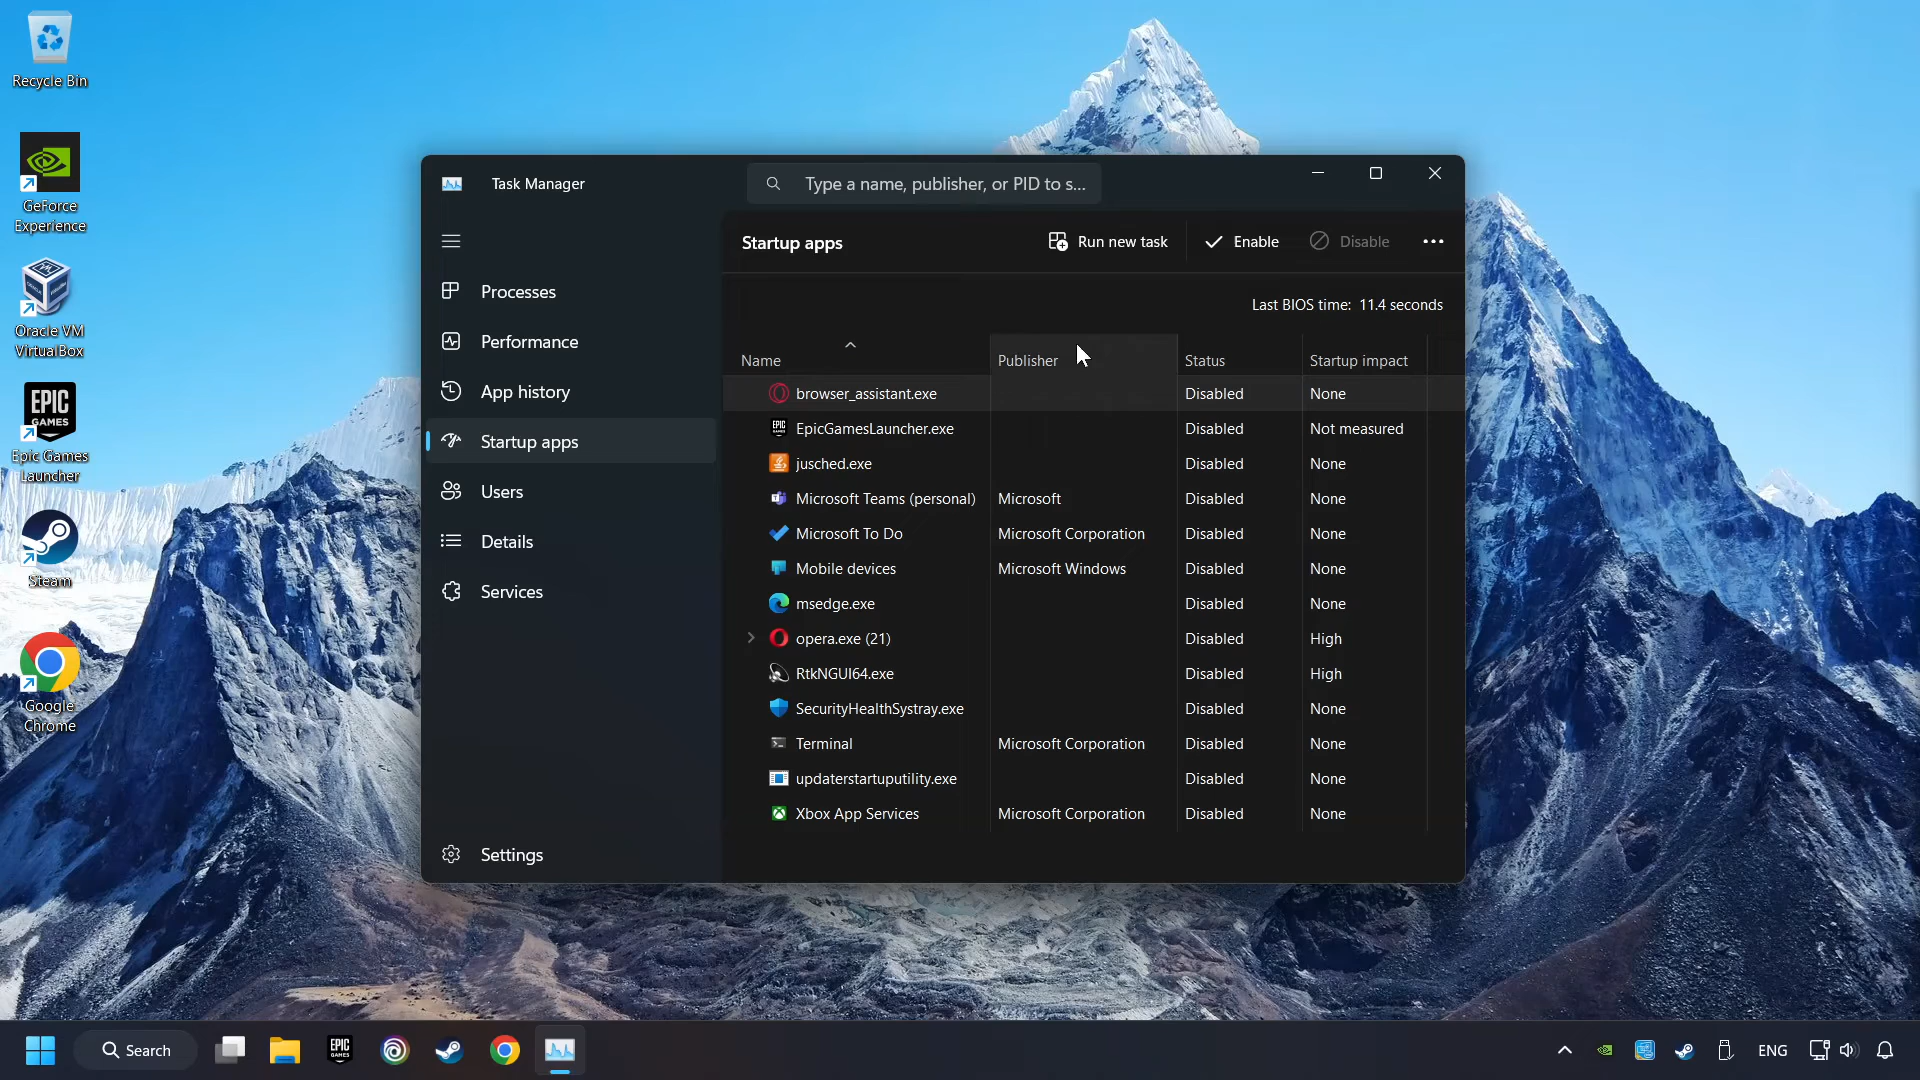 Recycle Bin
GeForce
Experience
Oracle VM
VirtualBox
EPIC
GAMES
Epic Games
Launcher
Steam
Google
Chrome
Task Manager
Type a name, publisher, or PID to s...
Startup apps
Run new task
Enable
Disable
Last BIOS time: 11.4 seconds
Processes
Performance
App history
Startup apps
Users
Details
Services
Settings
Name Publisher Status Startup impact
browser_assistant.exe Disabled None
EpicGamesLauncher.exe Disabled Not measured
jusched.exe Disabled None
Microsoft Teams (personal) Microsoft Disabled None
Microsoft To Do Microsoft Corporation Disabled None
Mobile devices Microsoft Windows Disabled None
msedge.exe Disabled None
opera.exe (21) Disabled High
RtkNGUI64.exe Disabled High
SecurityHealthSystray.exe Disabled None
Terminal Microsoft Corporation Disabled None
updaterstartuputility.exe Disabled None
Xbox App Services Microsoft Corporation Disabled None
Search
EPIC
GAMES
ENG